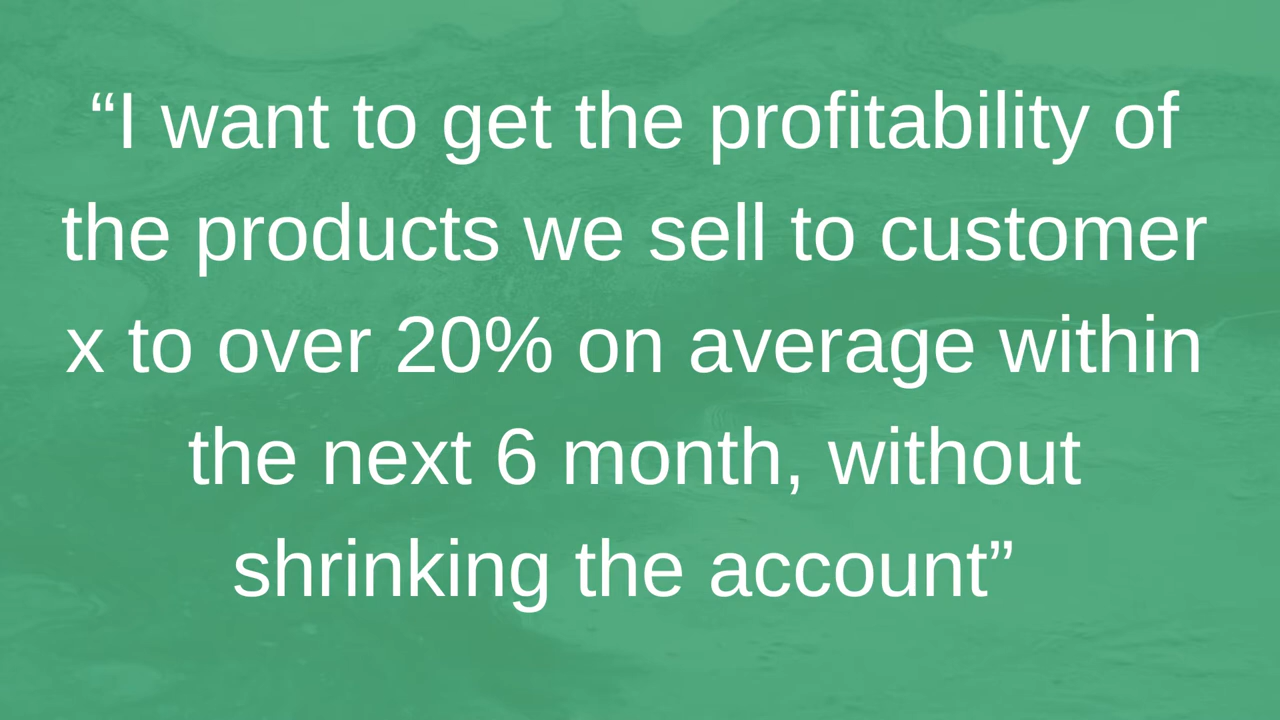 “I want to get the profitability of
the products we sell to customer
x to over 20% on average within
the next 6 month, without
shrinking the account”